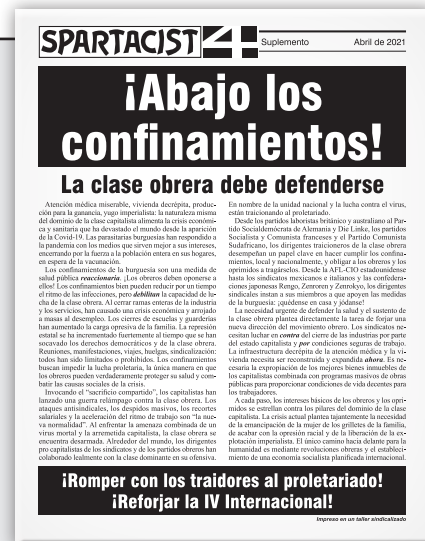 SPARTACIST 4
Suplemento
Abril de 2021
¡Abajo los
confinamientos!
La clase obrera debe defenderse
Atención médica miserable, vivienda decrépita, produc-
ción para la ganancia, yugo imperialista: la naturaleza misma
del dominio de la clase capitalista alimenta la crisis económi-
ca y sanitaria que ha devastado el mundo desde la aparición
de la Covid-19. Las parasitarias burguesías han respondido a
la pandemia con los medios que sirven mejor a sus intereses,
encerrando por la fuerza a la población entera en sus hogares,
en espera de la vacunación.
Los confinamientos de la burguesía son una medida de
salud pública reaccionaria. ¡Los obreros deben oponerse a
ellos! Los confinamientos bien pueden reducir por un tiempo
el ritmo de las infecciones, pero debilitan la capacidad de lu-
cha de la clase obrera. Al cerrar ramas enteras de la industria
y los servicios, han causado una crisis económica y arrojado
a masas al desempleo. Los cierres de escuelas y guarderías
han aumentado la carga opresiva de la familia. La represión
estatal se ha incrementado fuertemente al tiempo que se han
socavado los derechos democráticos y de la clase obrera.
Reuniones, manifestaciones, viajes, huelgas, sindicalización:
todos han sido limitados o prohibidos. Los confinamientos
buscan impedir la lucha proletaria, la única manera en que
los obreros pueden verdaderamente proteger su salud y com-
batir las causas sociales de la crisis.
Invocando el "sacrificio compartido", los capitalistas han
lanzado una guerra relámpago contra la clase obrera. Los
ataques antisindicales, los despidos masivos, los recortes
salariales y la aceleración del ritmo de trabajo son "la nue-
va normalidad". Al enfrentar la amenaza combinada de un
virus mortal y la arremetida capitalista, la clase obrera se
encuentra desarmada. Alrededor del mundo, los dirigentes
pro capitalistas de los sindicatos y de los partidos obreros han
colaborado lealmente con la clase dominante en su ofensiva.
En nombre de la unidad nacional y la lucha contra el virus,
están traicionando al proletariado.
Desde los partidos laboristas británico y australiano al Par-
tido Socialdemócrata de Alemania y Die Linke, los partidos
Socialista y Comunista franceses y el Partido Comunista
Sudafricano, los dirigentes traicioneros de la clase obrera
desempeñan un papel clave en hacer cumplir los confina-
mientos, local y nacionalmente, y obligar a los obreros y los
oprimidos a tragárselos. Desde la AFL-CIO estadounidense
hasta los sindicatos mexicanos e italianos y las confedera-
ciones japonesas Rengo, Zenroren y Zenrokyo, los dirigentes
sindicales instan a sus miembros a que apoyen las medidas
de la burguesía: ¡quédense en casa y jódanse!
La necesidad urgente de defender la salud y el sustento de
la clase obrera plantea directamente la tarea de forjar una
nueva dirección del movimiento obrero. Los sindicatos ne-
cesitan luchar en contra del cierre de las industrias por parte
del estado capitalista y por condiciones seguras de trabajo.
La infraestructura decrépita de la atención médica y la vi-
vienda necesita ser reconstruida y expandida ahora. Es ne-
cesaria la expropiación de los mejores bienes inmuebles de
los capitalistas combinada con programas masivos de obras
públicas para proporcionar condiciones de vida decentes para
los trabajadores.
A cada paso, los intereses básicos de los obreros y los opri-
midos se estrellan contra los pilares del dominio de la clase
capitalista. La crisis actual plantea tajantemente la necesidad
de la emancipación de la mujer de los grilletes de la familia,
de acabar con la opresión racial y de la liberación de la ex-
plotación imperialista. El único camino hacia delante para la
humanidad es mediante revoluciones obreras y el estableci-
miento de una economía socialista planificada internacional.
¡Romper con los traidores al proletariado!
¡Reforjar la IV Internacional!
Impreso en un taller sindicalizado